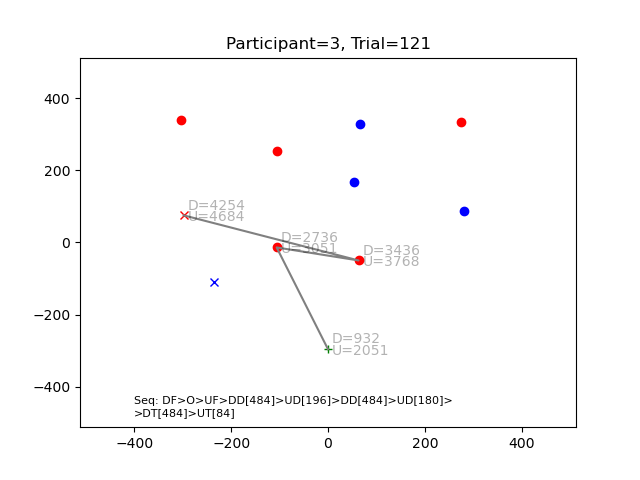 Participant=3, Trial=121
400
200
0
−200
−400
D=4254
U=4684
D=2736
U=3051
D=3436
U=3768
D=932
U=2051
Seq: DF>O>UF>DD[484]>UD[196]>DD[484]>UD[180]>
>DT[484]>UT[84]
−400
−200
0
200
400